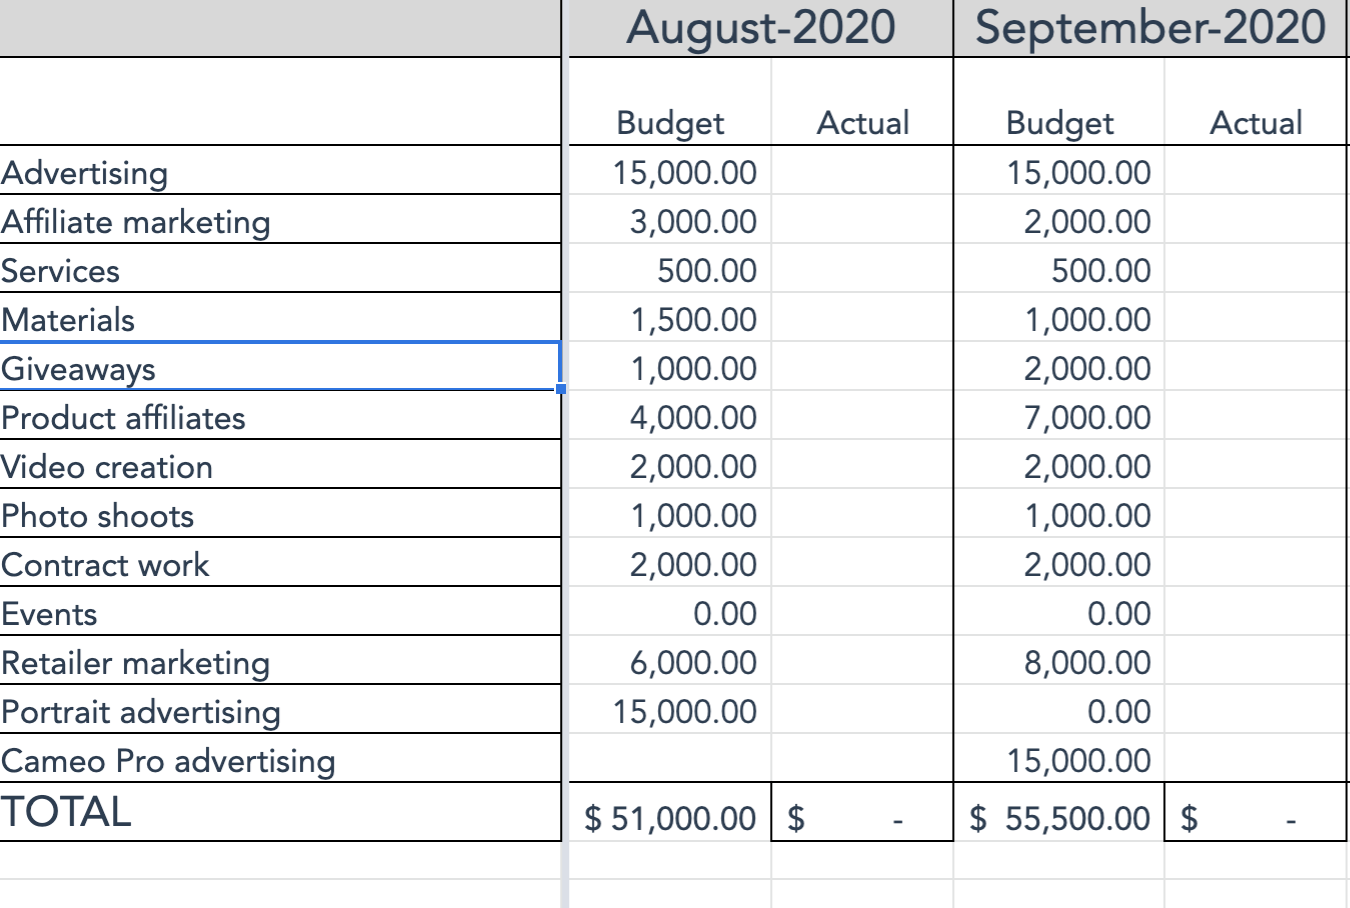 August-2020 September-2020
Budget Actual Budget Actual
Advertising 15,000.00 15,000.00
Affiliate marketing 3,000.00 2,000.00
Services 500.00 500.00
Materials 1,500.00 1,000.00
Giveaways 1,000.00 2,000.00
Product affiliates 4,000.00 7,000.00
Video creation 2,000.00 2,000.00
Photo shoots 1,000.00 1,000.00
Contract work 2,000.00 2,000.00
Events 0.00 0.00
Retailer marketing 6,000.00 8,000.00
Portrait advertising 15,000.00 0.00
Cameo Pro advertising 15,000.00
TOTAL $ 51,000.00 $ - $ 55,500.00 $ -